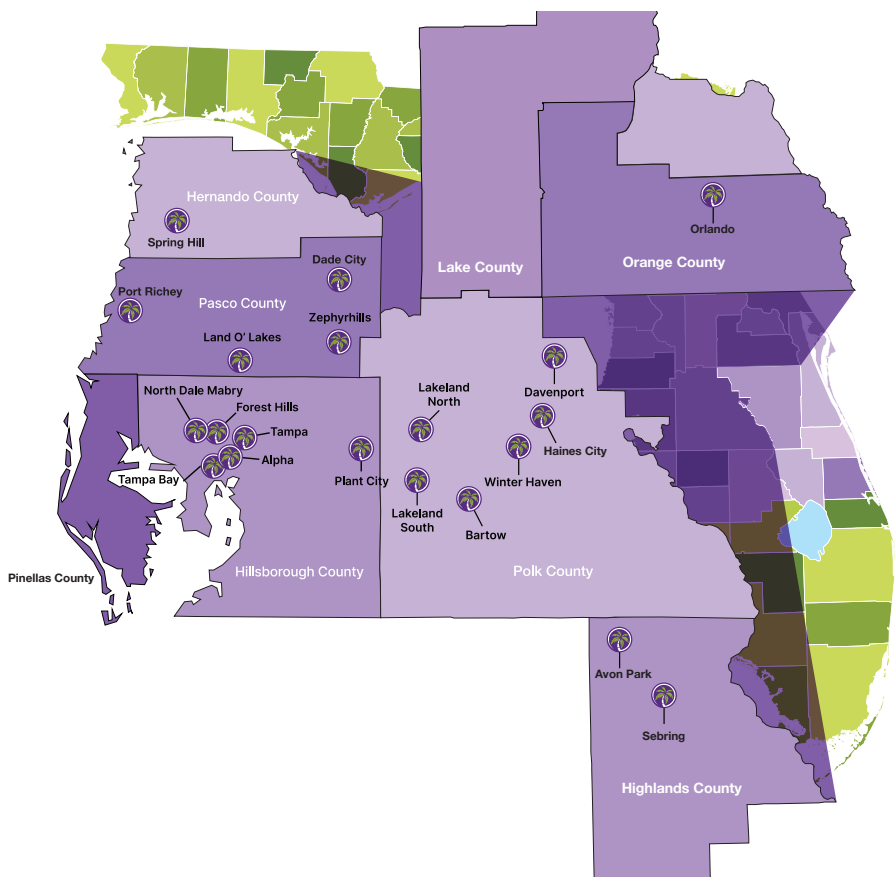 Hernando County
Spring Hill
Orlando
Lake County
Orange County
Dade City
Port Richey
Pasco County
Zephyrhills
Land O' Lakes
North Dale Mabry
Forest Hills
Tampa
Alpha
Tampa Bay
Plant City
Lakeland
North
Davenport
Haines City
Winter Haven
Lakeland
South
Bartow
Pinellas County
Hillsborough County
Polk County
Avon Park
Sebring
Highlands County